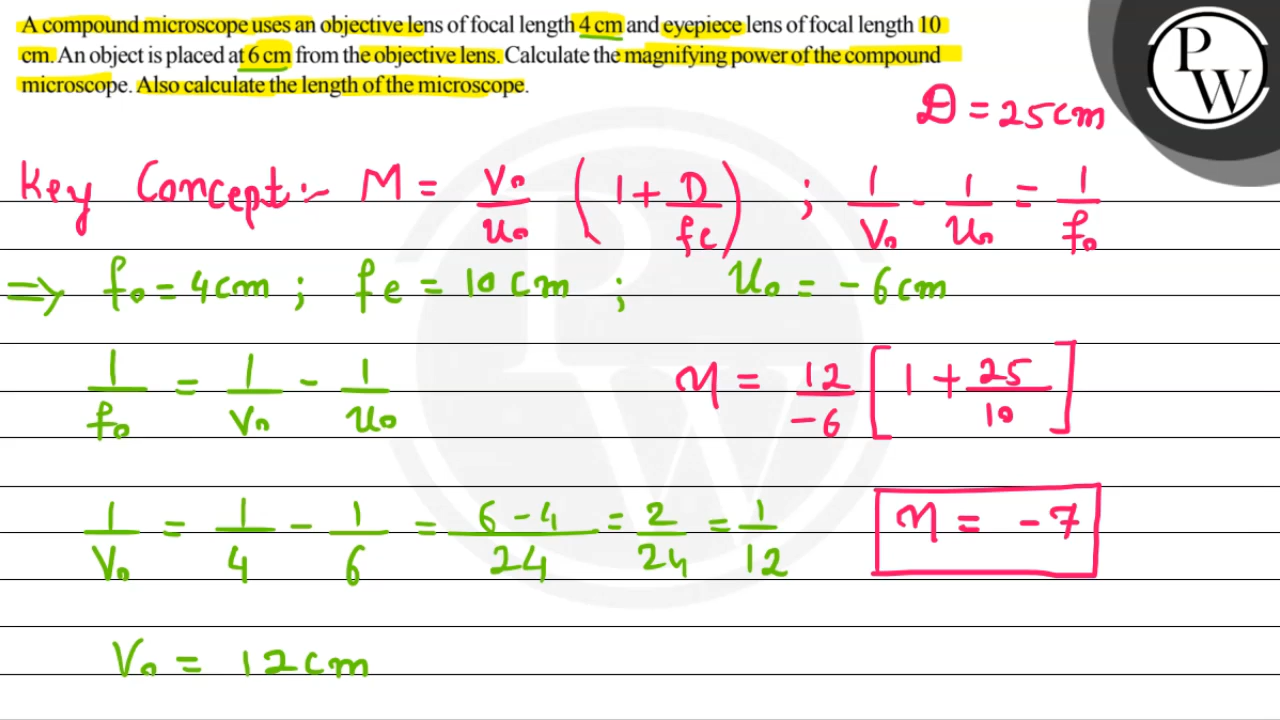 A compound microscope uses an objective lens of focal length 4 cm and eyepiece lens of focal length 10
cm. An object is placed at 6 cm from the objective lens. Calculate the magnifying power of the compound
microscope. Also calculate the length of the microscope.
P
W
D = 25cm
Key Concept:- M = V₀/u₀ (1 + D/fe) ; 1/V₀ - 1/u₀ = 1/f₀
⇒ f₀ = 4cm ; fe = 10cm ; u₀ = -6cm
1/f₀ = 1/V₀ - 1/u₀
M = 12/-6 [1 + 25/10]
1/V₀ = 1/4 - 1/6 = 6-4/24 = 2/24 = 1/12
M = -7
V₀ = 12cm